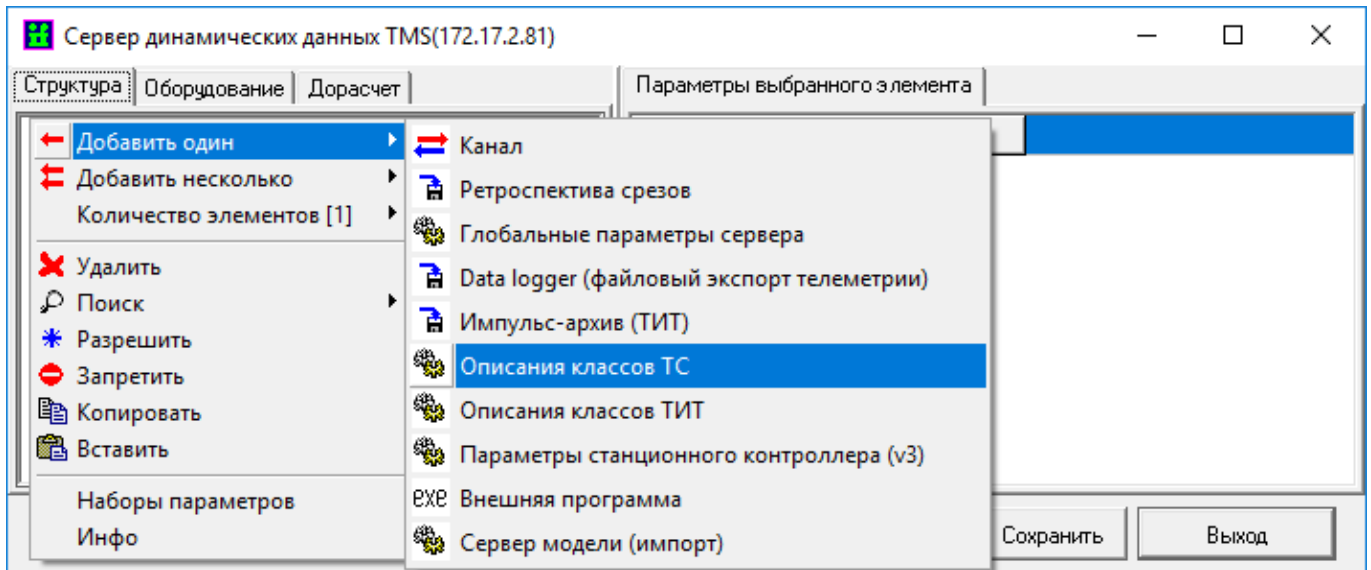 Сервер динамических данных TMS(172.17.2.81)
Структура
Оборудование
Дорасчет
Параметры выбранного элемента
Добавить один
Добавить несколько
Количество элементов [1]
Удалить
Поиск
Разрешить
Запретить
Копировать
Вставить
Наборы параметров
Инфо
Канал
Ретроспектива срезов
Глобальные параметры сервера
Data logger (файловый экспорт телеметрии)
Импульс-архив (ТИТ)
Описания классов ТС
Описания классов ТИТ
Параметры станционного контроллера (v3)
exe Внешняя программа
Сервер модели (импорт)
Сохранить
Выход